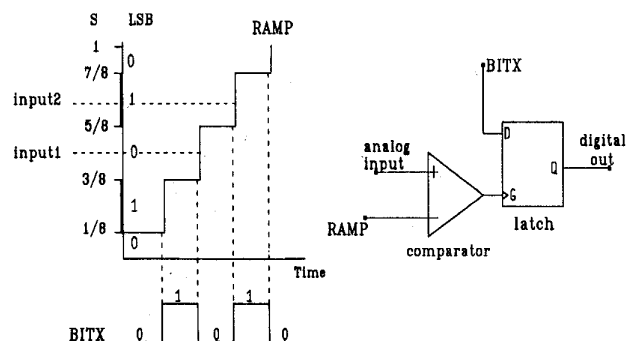 S LSB RAMP
1
0
7/8
input2 1
5/8
input1 0
3/8
1
1/8
0
Time
1 1
BITX 0 0 0
BITX
D
analog
input
digital
out
Q
G
latch
RAMP
comparator